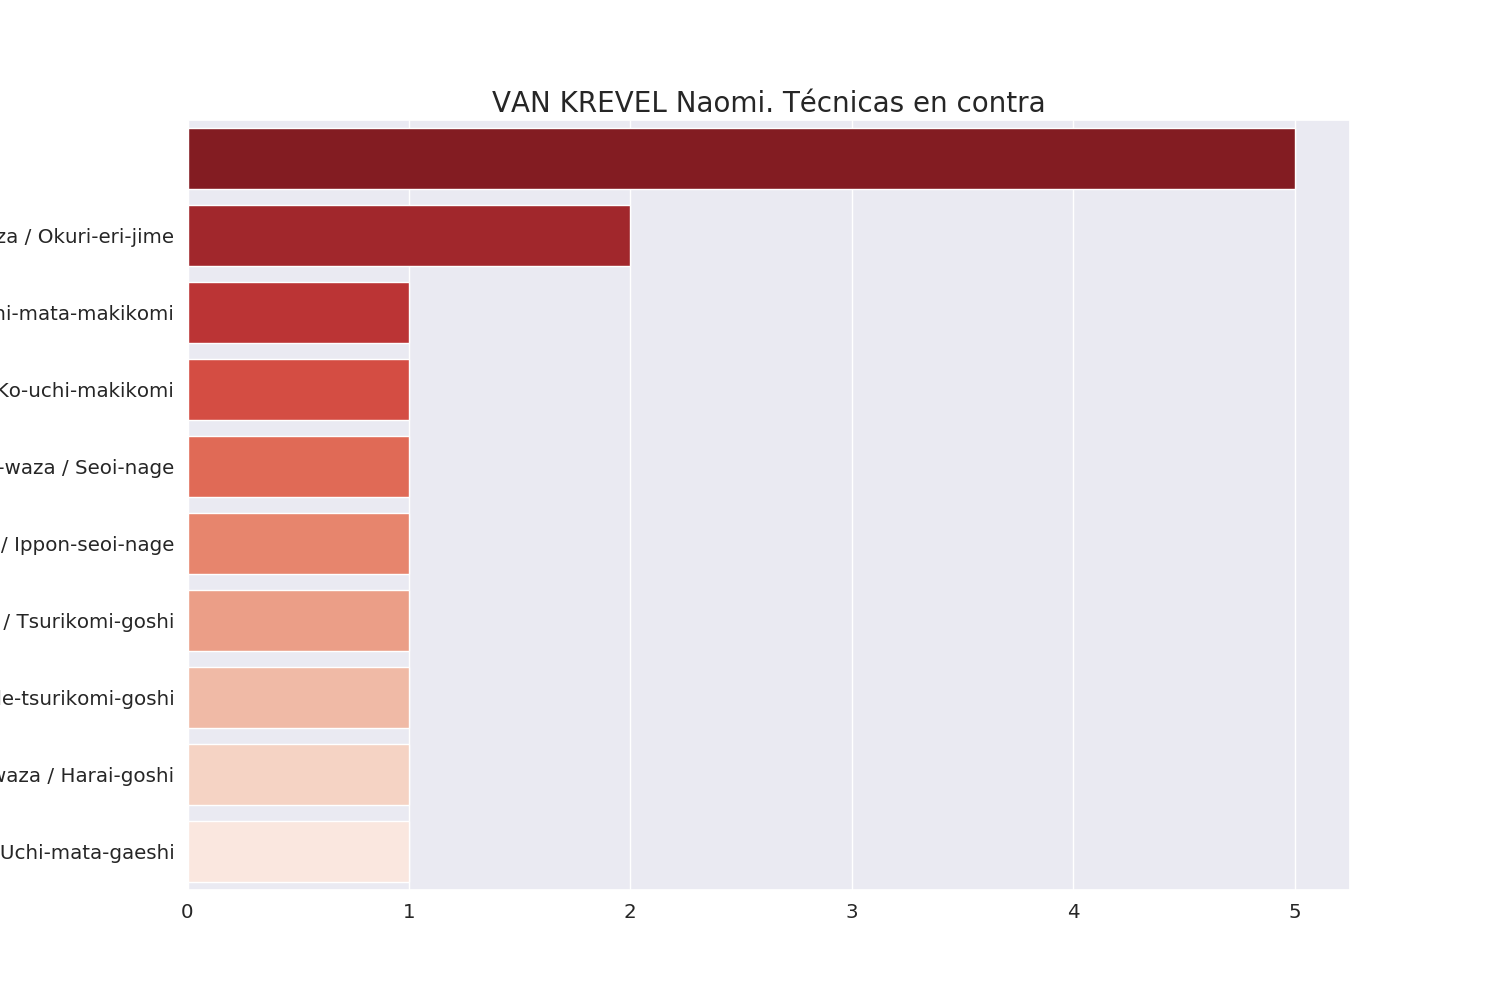 VAN KREVEL Naomi. Técnicas en contra
za / Okuri-eri-jime
hi-mata-makikomi
Ko-uchi-makikomi
-waza / Seoi-nage
/ Ippon-seoi-nage
/ Tsurikomi-goshi
de-tsurikomi-goshi
waza / Harai-goshi
Uchi-mata-gaeshi
0 1 2 3 4 5